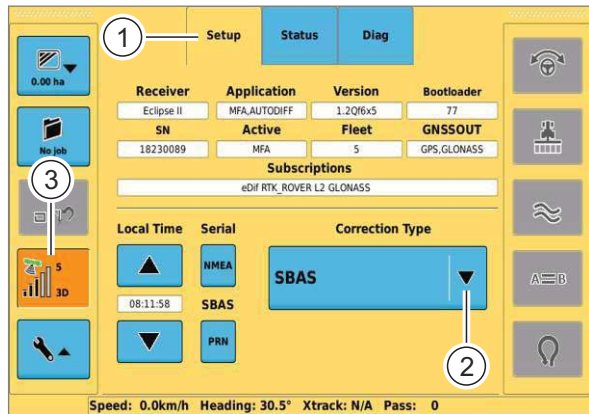 1
Setup Status Diag
0.00 ha
Receiver Application Version Bootloader
Eclipse II MFA,AUTODIFF 1.2Qf6x5 77
SN Active Fleet GNSSOUT
18230089 MFA 5 GPS,GLONASS
No job
Subscriptions
eDif RTK_ROVER L2 GLONASS
3
Local Time Serial Correction Type
5
3D
NMEA
SBAS
A B
08:11:58 SBAS
PRN
2
Speed: 0.0km/h Heading: 30.5° Xtrack: N/A Pass: 0